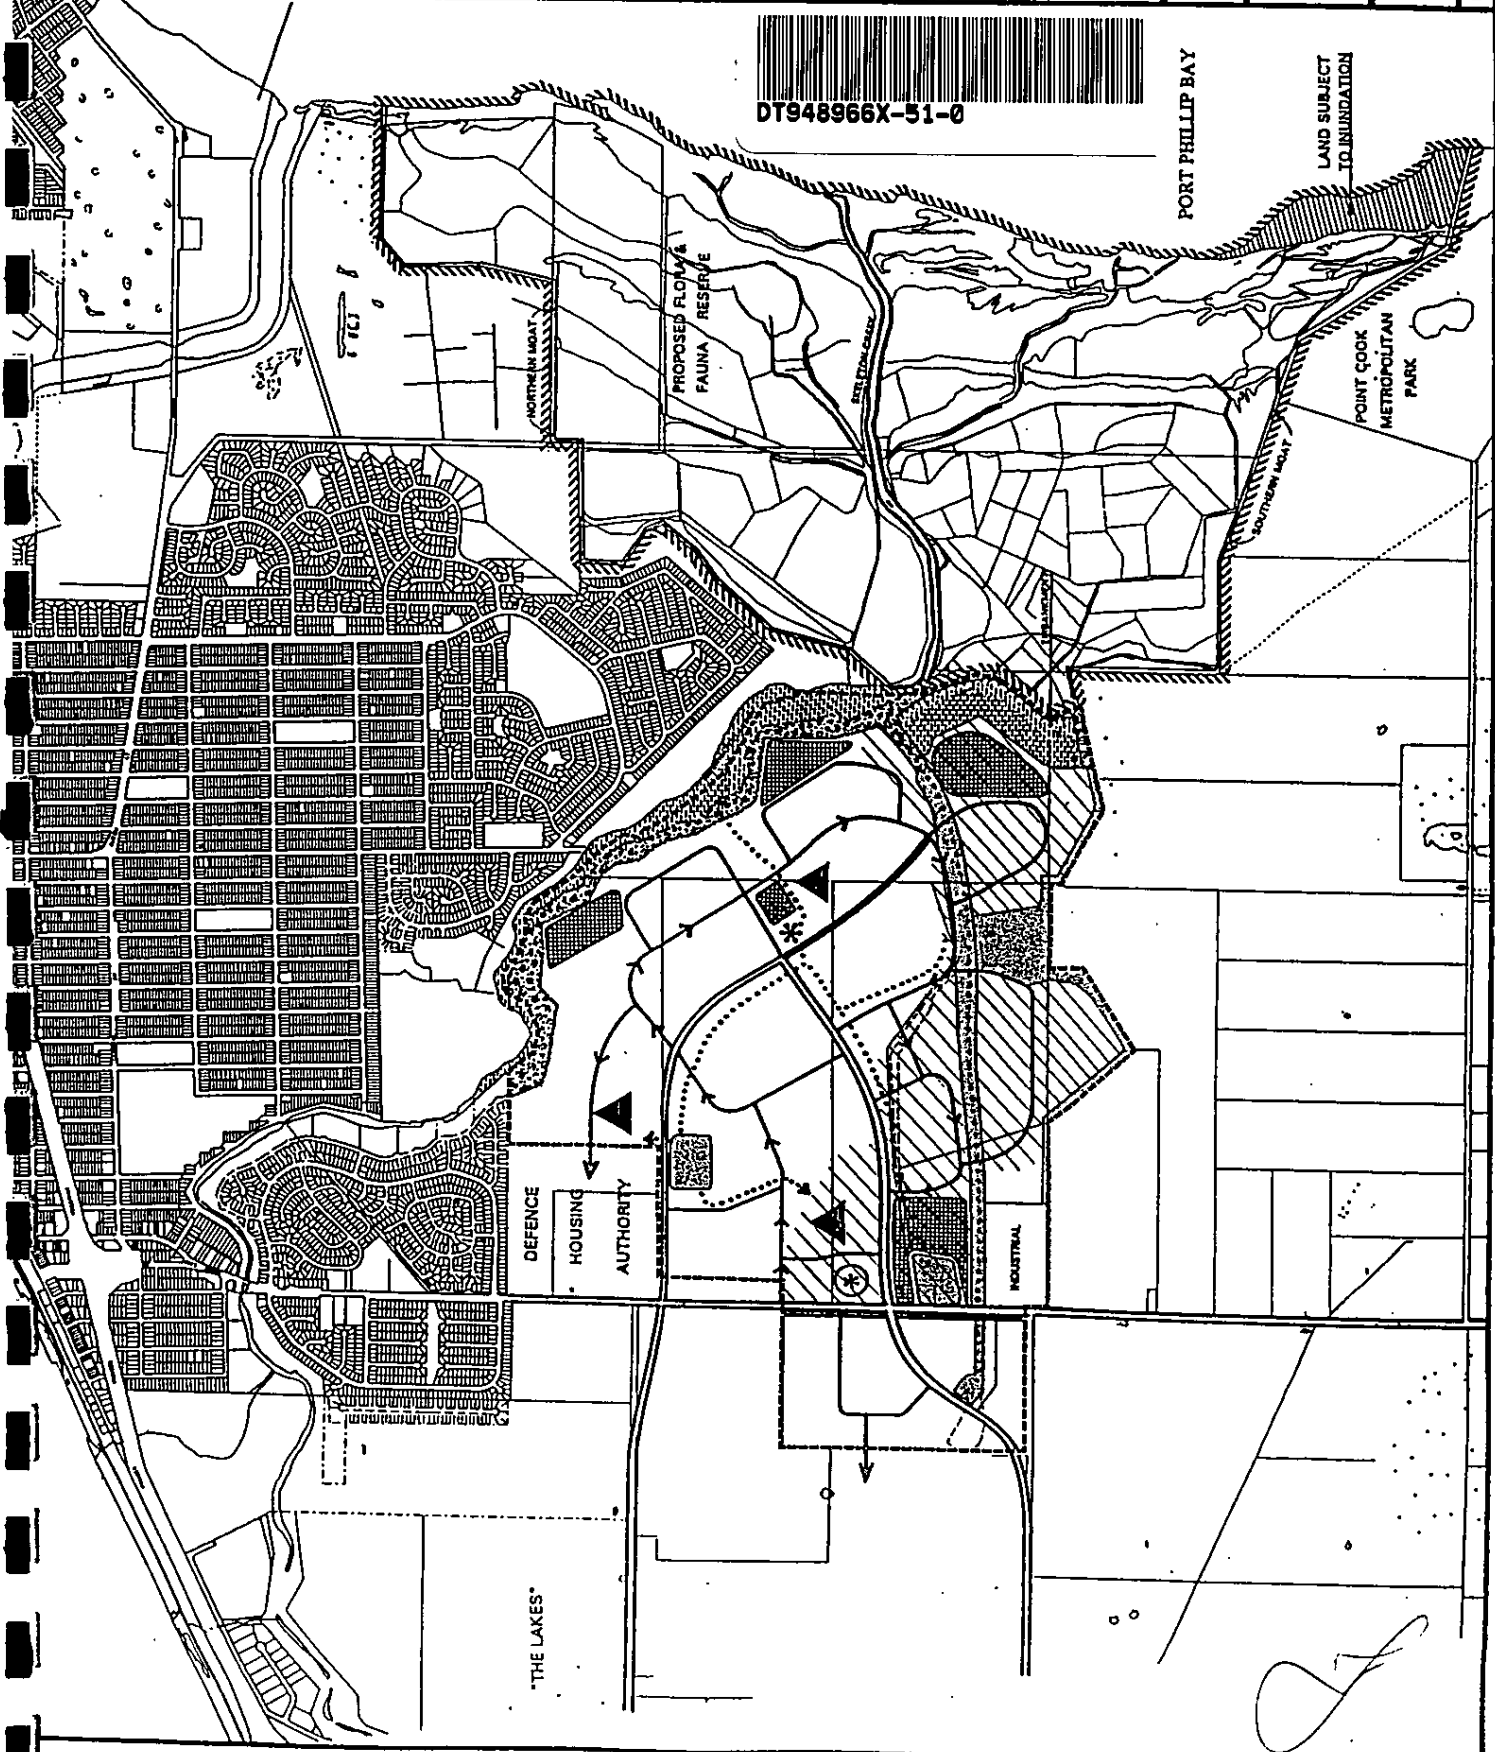 DT948966X-51-0
PORT PHILLIP BAY
LAND SUBJECT
TO INUNDATION
PROPOSED FLORA &
FAUNA RESERVE
NORTHERN MOAT
SKELETON CREEK
POINT COOK
METROPOLITAN
PARK
SOUTHERN MOAT
DEFENCE
HOUSING
AUTHORITY
INDUSTRIAL
"THE LAKES"